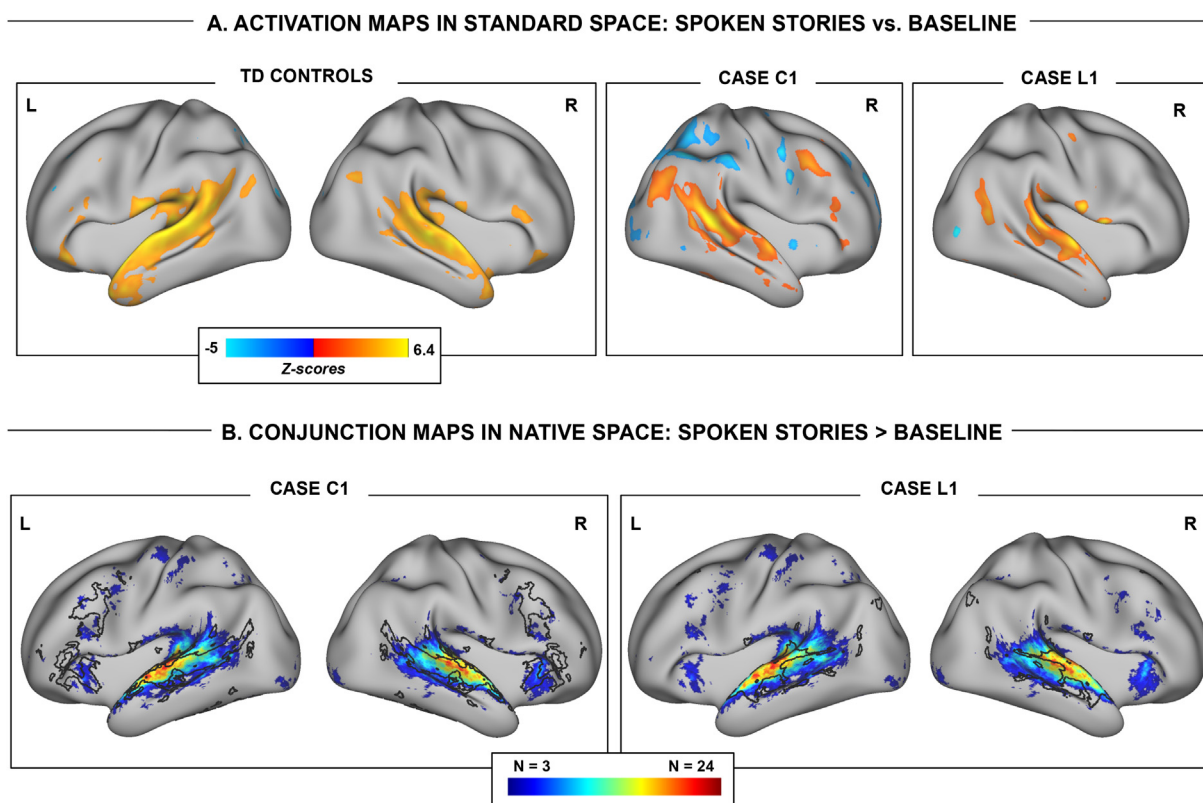 A. ACTIVATION MAPS IN STANDARD SPACE: SPOKEN STORIES vs. BASELINE
TD CONTROLS
CASE C1
CASE L1
L
R
R
R
-5
6.4
Z-scores
B. CONJUNCTION MAPS IN NATIVE SPACE: SPOKEN STORIES > BASELINE
CASE C1
CASE L1
L
R
L
R
N = 3
N = 24